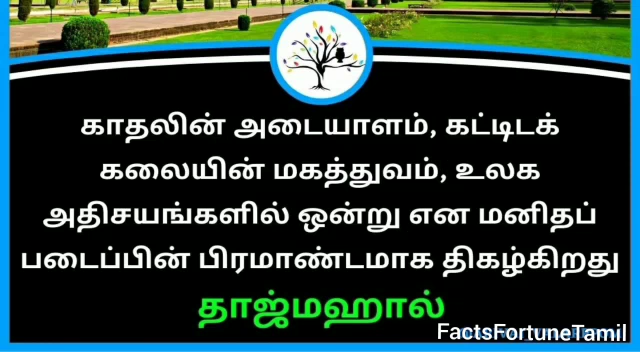 காதலின் அடையாளம், கட்டிடக்
கலையின் மகத்துவம், உலக
அதிசயங்களில் ஒன்று என மனிதப்
படைப்பின் பிரமாண்டமாக திகழ்கிறது
தாஜ்மஹால்
FactsFortuneTamil